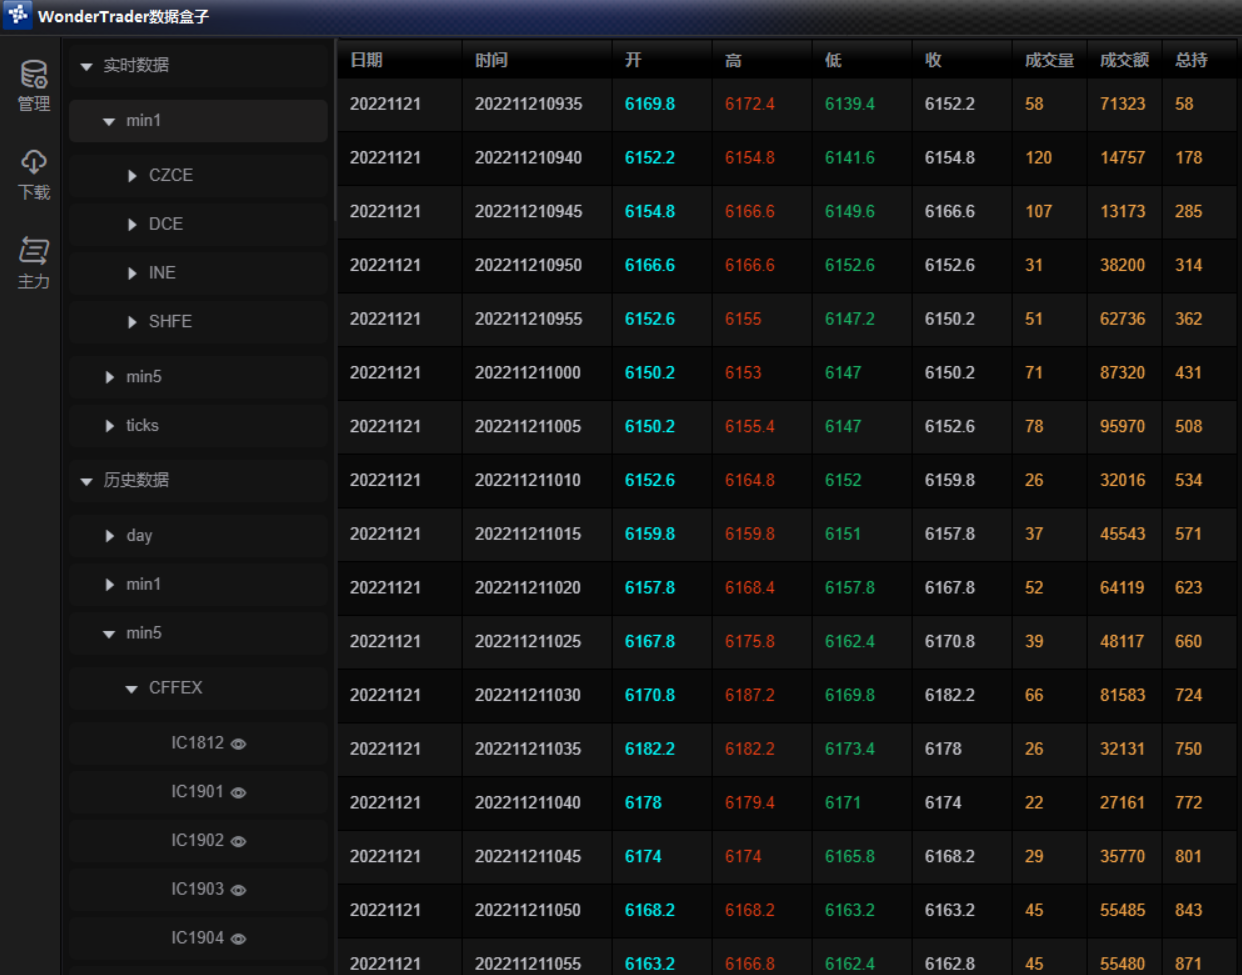 WonderTrader数据盒子
管理
下载
主力
实时数据
min1
CZCE
DCE
INE
SHFE
min5
ticks
历史数据
day
min1
min5
CFFEX
IC1812
IC1901
IC1902
IC1903
IC1904
日期 时间 开 高 低 收 成交量 成交额 总持
20221121 202211210935 6169.8 6172.4 6139.4 6152.2 58 71323 58
20221121 202211210940 6152.2 6154.8 6141.6 6154.8 120 14757 178
20221121 202211210945 6154.8 6166.6 6149.6 6166.6 107 13173 285
20221121 202211210950 6166.6 6166.6 6152.6 6152.6 31 38200 314
20221121 202211210955 6152.6 6155 6147.2 6150.2 51 62736 362
20221121 202211211000 6150.2 6153 6147 6150.2 71 87320 431
20221121 202211211005 6150.2 6155.4 6147 6152.6 78 95970 508
20221121 202211211010 6152.6 6164.8 6152 6159.8 26 32016 534
20221121 202211211015 6159.8 6159.8 6151 6157.8 37 45543 571
20221121 202211211020 6157.8 6168.4 6157.8 6167.8 52 64119 623
20221121 202211211025 6167.8 6175.8 6162.4 6170.8 39 48117 660
20221121 202211211030 6170.8 6187.2 6169.8 6182.2 66 81583 724
20221121 202211211035 6182.2 6182.2 6173.4 6178 26 32131 750
20221121 202211211040 6178 6179.4 6171 6174 22 27161 772
20221121 202211211045 6174 6174 6165.8 6168.2 29 35770 801
20221121 202211211050 6168.2 6168.2 6163.2 6163.2 45 55485 843
20221121 202211211055 6163.2 6166.8 6162.4 6162.8 45 55480 871